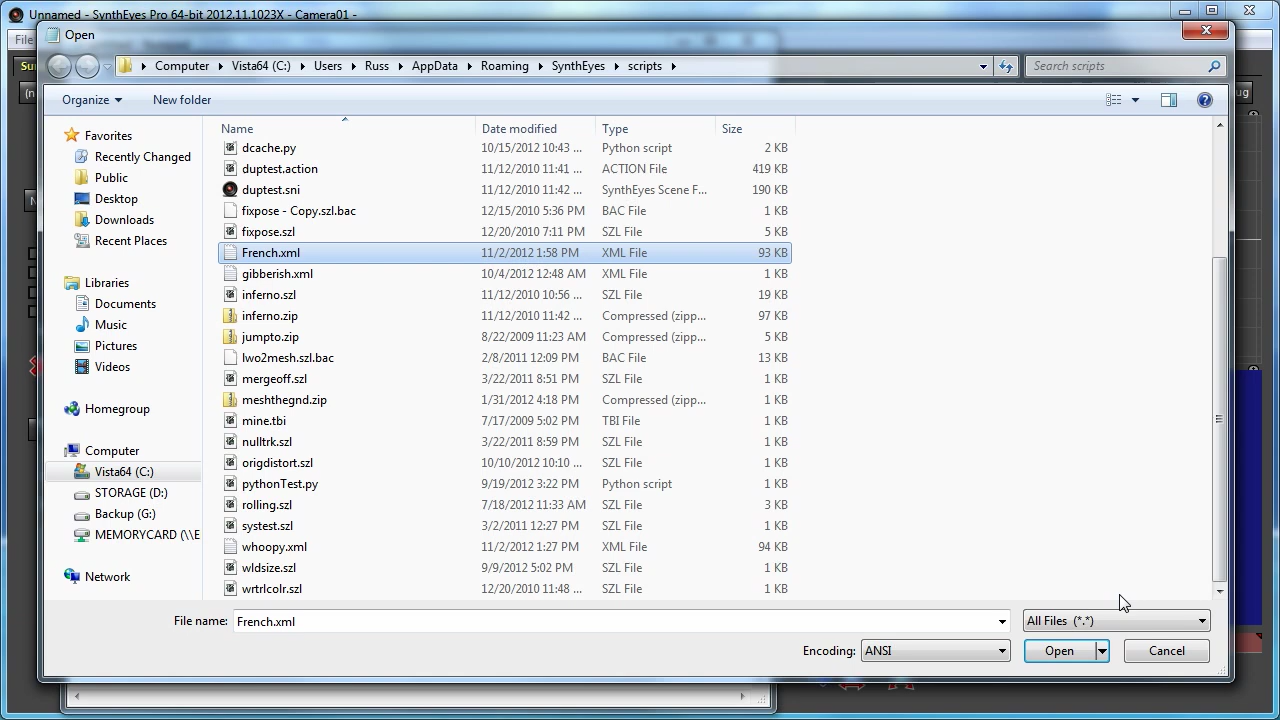 Unnamed - SynthEyes Pro 64-bit 2012.11.1023X - Camera01 -
File
Open
Computer Vista64 (C:) Users Russ AppData Roaming SynthEyes scripts
Search scripts
Organize New folder
Name Date modified Type Size
dcache.py 10/15/2012 10:43 ... Python script 2 KB
duptest.action 11/12/2010 11:41 ... ACTION File 419 KB
duptest.sni 11/12/2010 11:42 ... SynthEyes Scene F... 190 KB
fixpose - Copy.szl.bac 12/15/2010 5:36 PM BAC File 1 KB
fixpose.szl 12/20/2010 7:11 PM SZL File 5 KB
French.xml 11/2/2012 1:58 PM XML File 93 KB
gibberish.xml 10/4/2012 12:48 AM XML File 1 KB
inferno.szl 11/12/2010 10:56 ... SZL File 19 KB
inferno.zip 11/12/2010 11:42 ... Compressed (zipp... 97 KB
jumpto.zip 8/22/2009 11:23 AM Compressed (zipp... 5 KB
lwo2mesh.szl.bac 2/8/2011 12:09 PM BAC File 13 KB
mergeoff.szl 3/22/2011 8:51 PM SZL File 1 KB
meshthegnd.zip 1/31/2012 4:18 PM Compressed (zipp... 1 KB
mine.tbi 7/17/2009 5:02 PM TBI File 1 KB
nulltrk.szl 3/22/2011 8:59 PM SZL File 1 KB
origdistort.szl 10/10/2012 10:10 ... SZL File 1 KB
pythonTest.py 9/19/2012 3:22 PM Python script 1 KB
rolling.szl 7/18/2012 11:33 AM SZL File 3 KB
systest.szl 3/2/2011 12:27 PM SZL File 1 KB
whoopy.xml 11/2/2012 1:27 PM XML File 94 KB
wldsize.szl 9/9/2012 5:02 PM SZL File 1 KB
wrtrlcolr.szl 12/20/2010 11:48 ... SZL File 1 KB
Favorites
Recently Changed
Public
Desktop
Downloads
Recent Places
Libraries
Documents
Music
Pictures
Videos
Homegroup
Computer
Vista64 (C:)
STORAGE (D:)
Backup (G:)
MEMORYCARD (\\E
Network
File name: French.xml All Files (*.*)
Encoding: ANSI Open Cancel